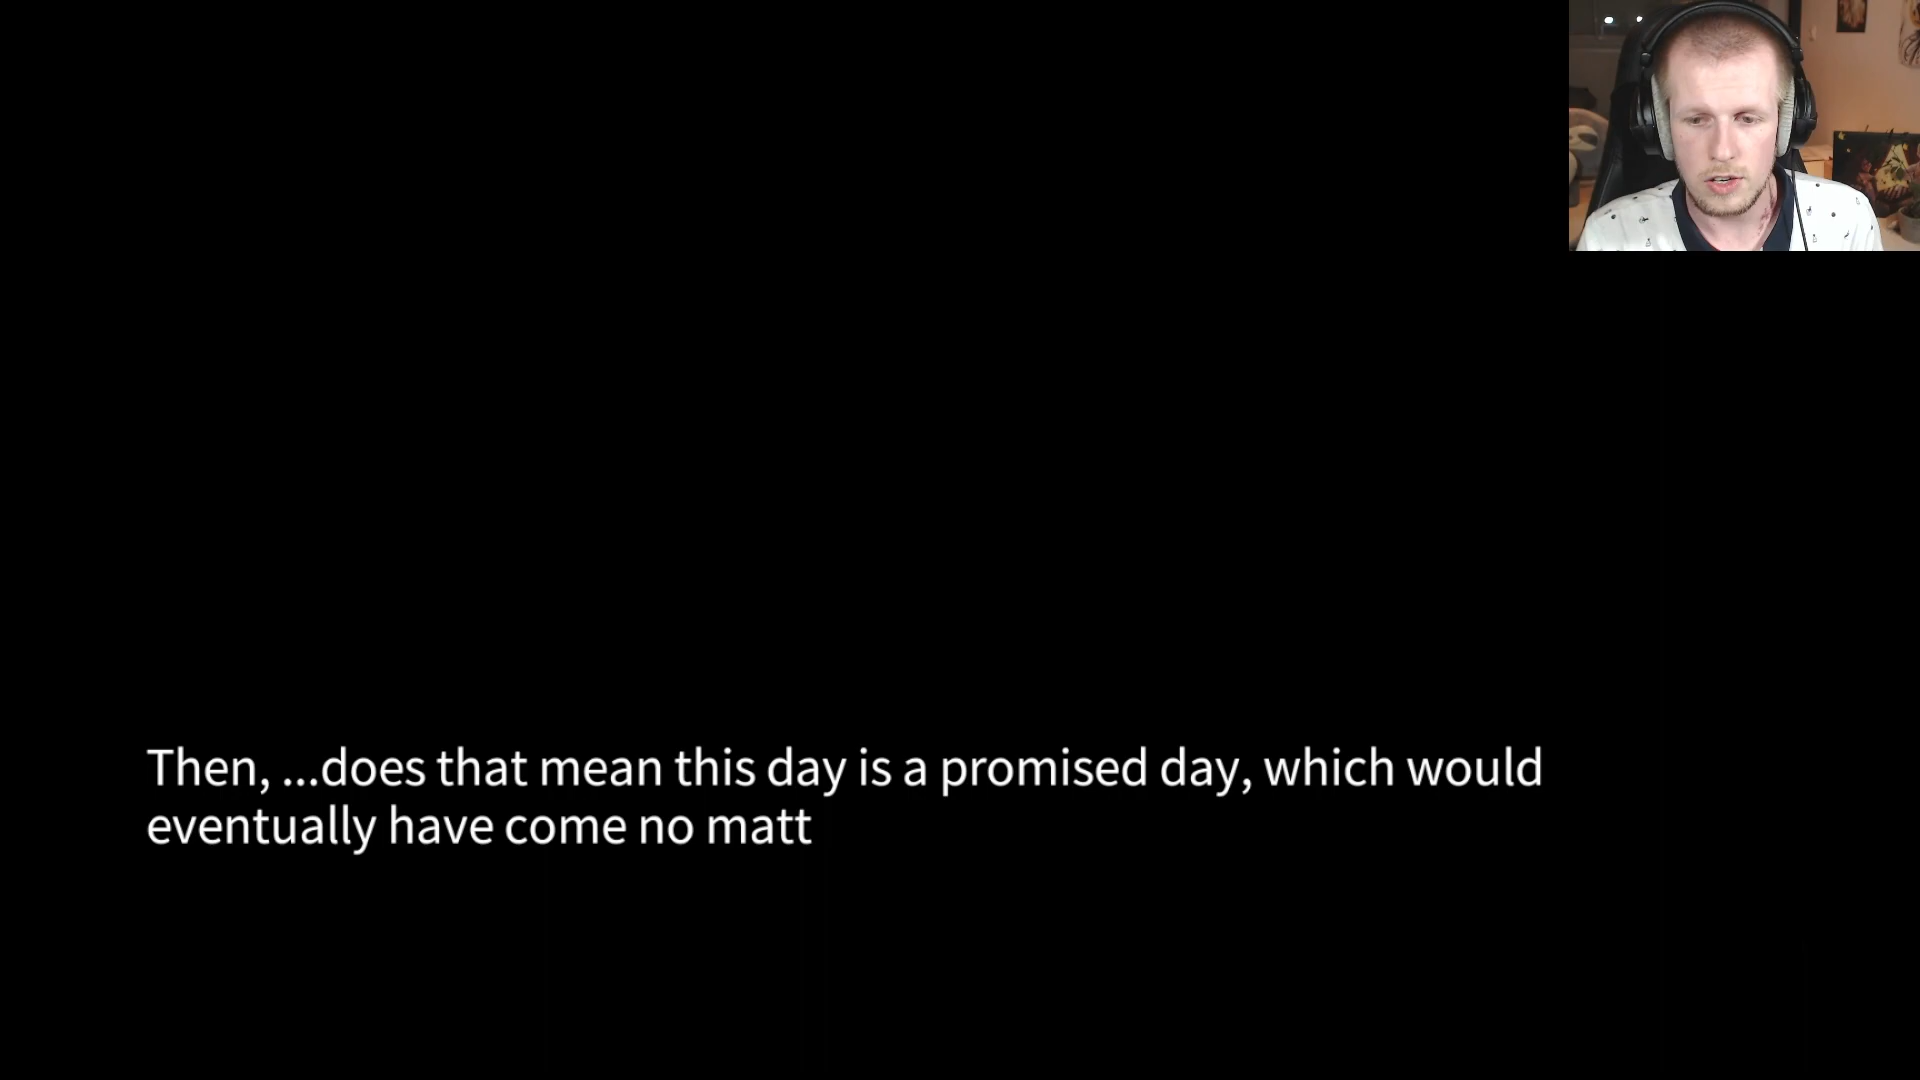 Then, ...does that mean this day is a promised day, which would
eventually have come no matt